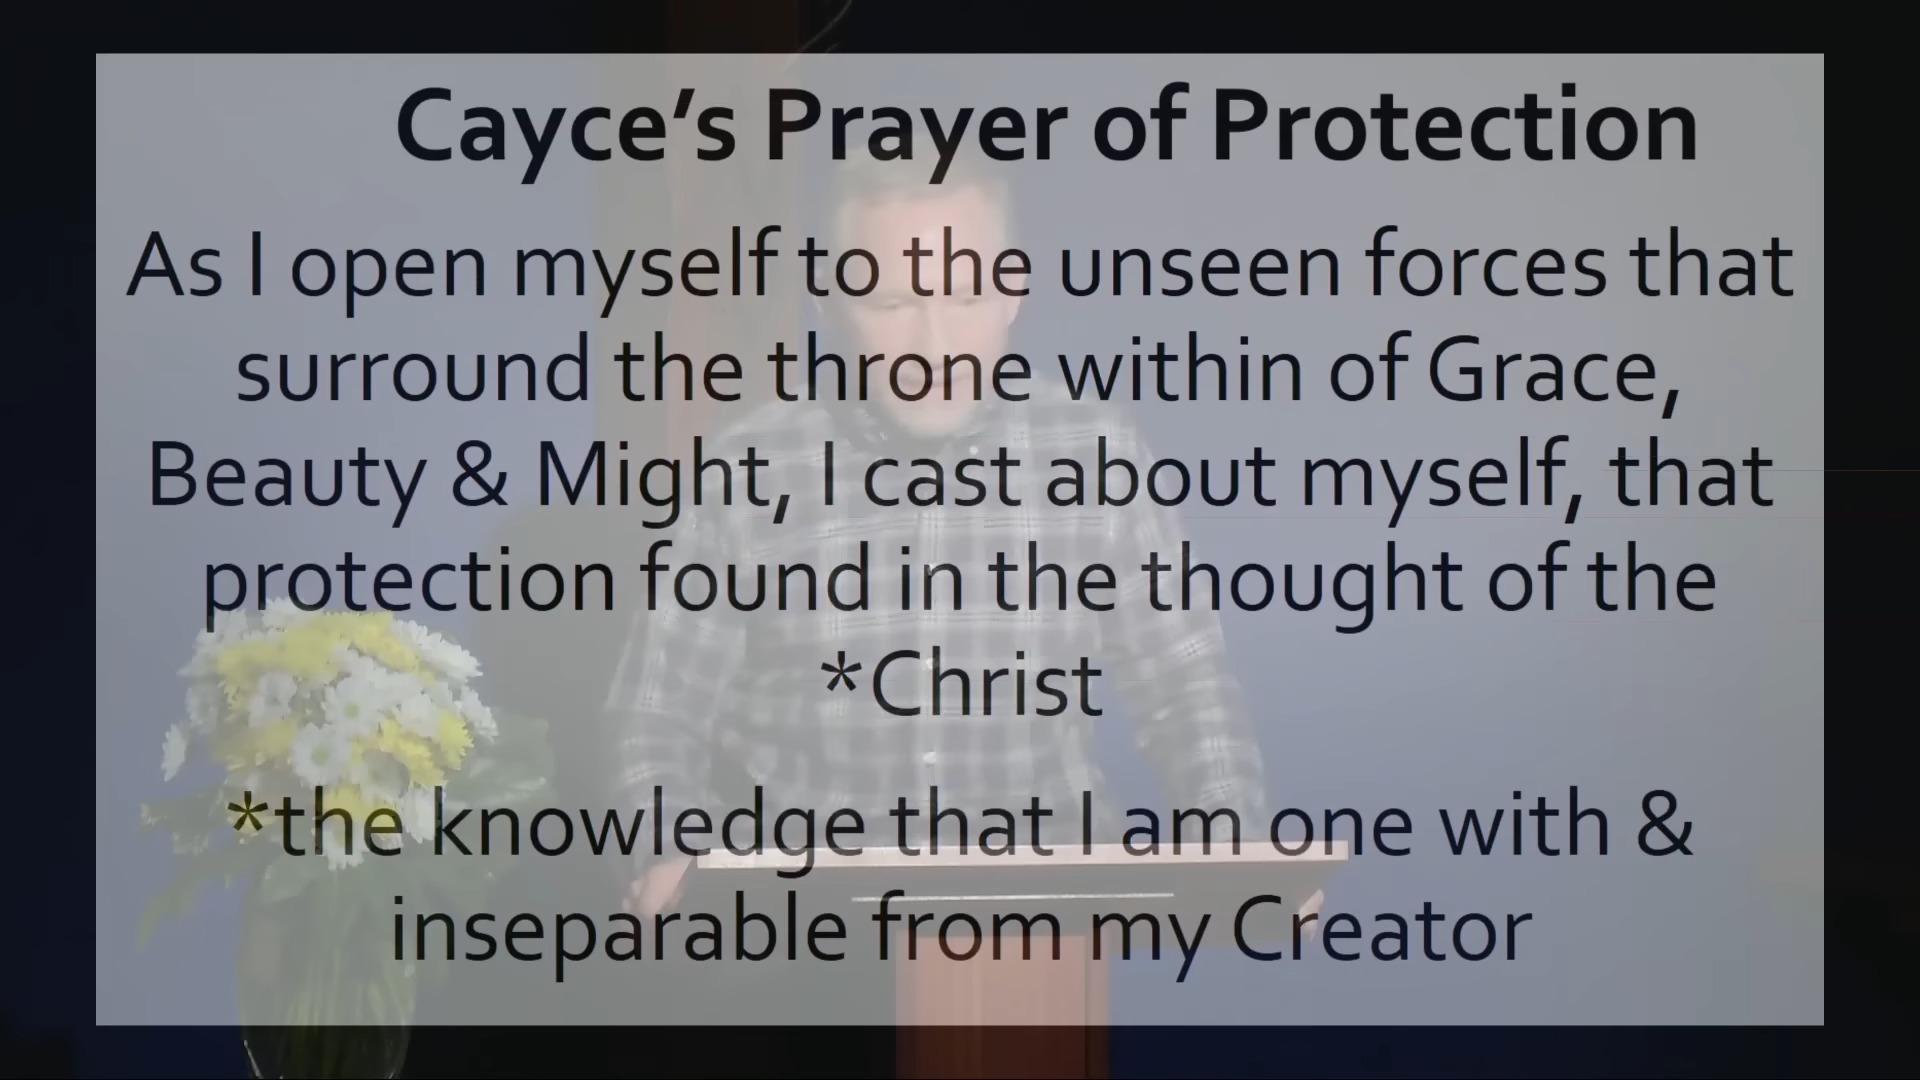 Cayce's Prayer of Protection
As I open myself to the unseen forces that
surround the throne within of Grace,
Beauty & Might, I cast about myself, that
protection found in the thought of the
*Christ
*the knowledge that I am one with &
inseparable from my Creator